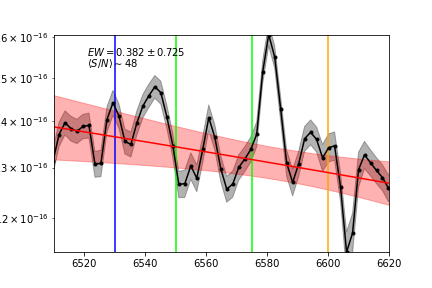 .6 × 10⁻¹⁶
EW = 0.382 ± 0.725
⟨S/N⟩ ~ 48
.5 × 10⁻¹⁶
.4 × 10⁻¹⁶
.3 × 10⁻¹⁶
.2 × 10⁻¹⁶
6520 6540 6560 6580 6600 6620